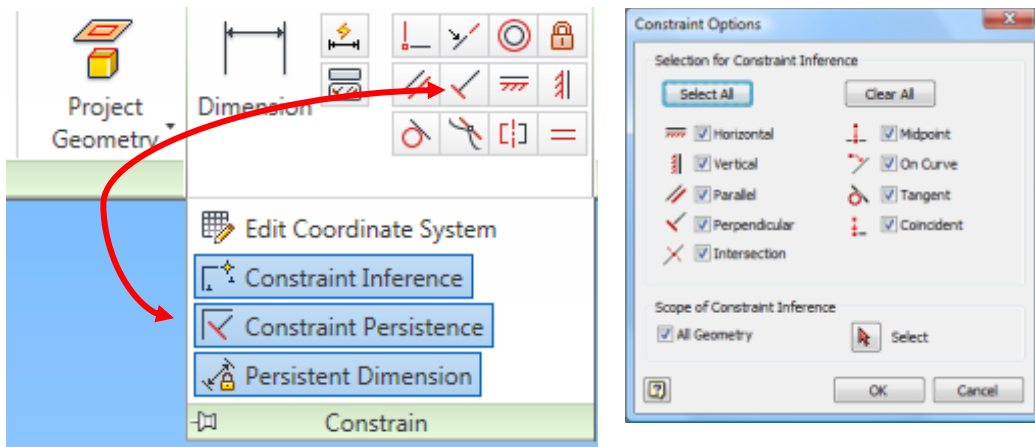 Project
Geometry
Dimension
Edit Coordinate System
Constraint Inference
Constraint Persistence
Persistent Dimension
Constrain
Constraint Options
Selection for Constraint Inference
Select All Clear All
Horizontal Midpoint
Vertical On Curve
Parallel Tangent
Perpendicular Coincident
Intersection
Scope of Constraint Inference
All Geometry Select
OK Cancel